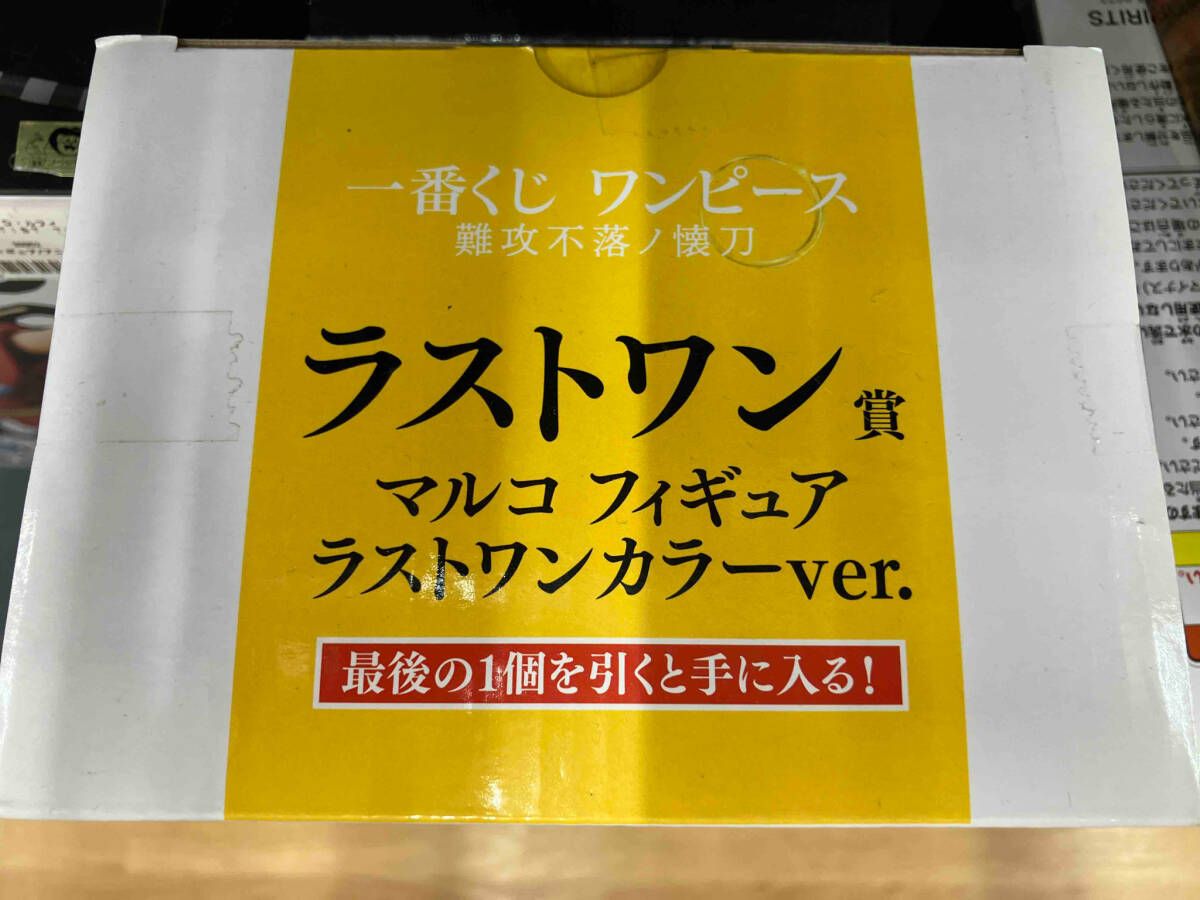 一番くじ ワンピース
難攻不落ノ懐刀
ラストワン賞
マルコ フィギュア
ラストワンカラーver.
最後の1個を引くと手に入る!